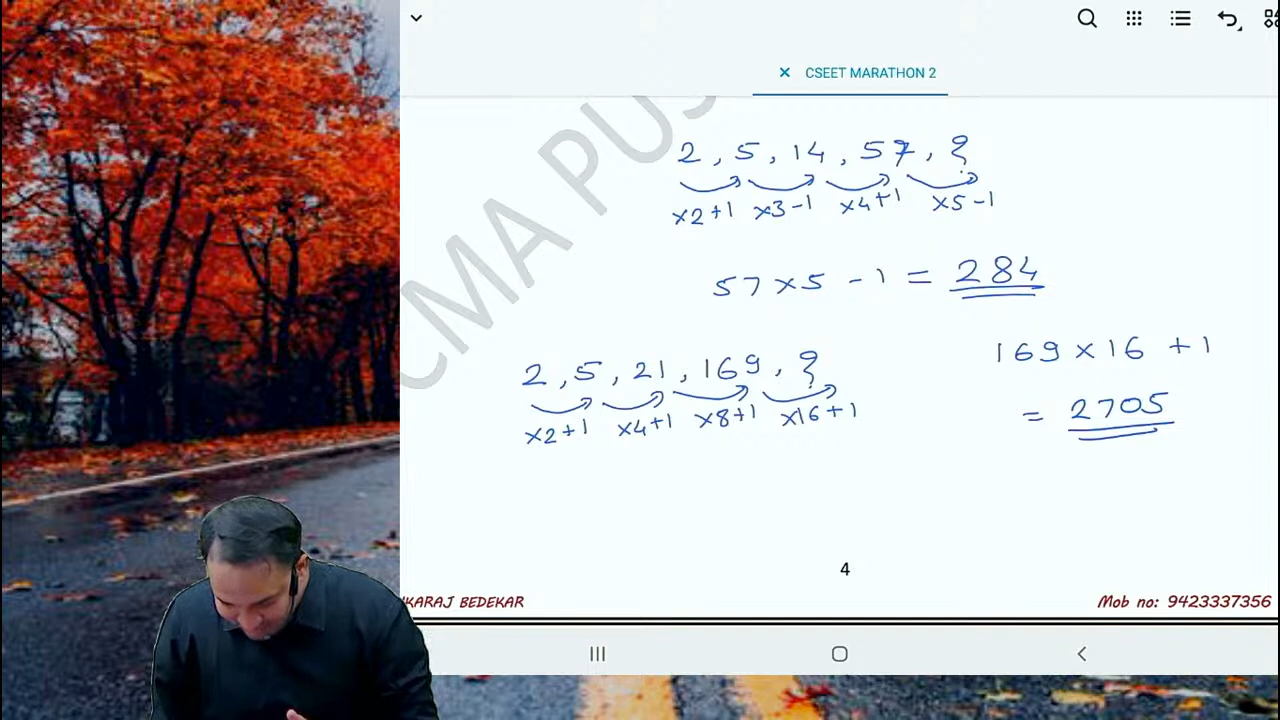 CSEET MARATHON 2
CMA PUS
2, 5, 14, 57, ?
×2+1 ×3-1 ×4+1 ×5-1
57×5 - 1 = 284
2, 5, 21, 169, ?
×2+1 ×4+1 ×8+1 ×16+1
169×16 +1
= 2705
4
KARAJ BEDEKAR
Mob no: 9423337356